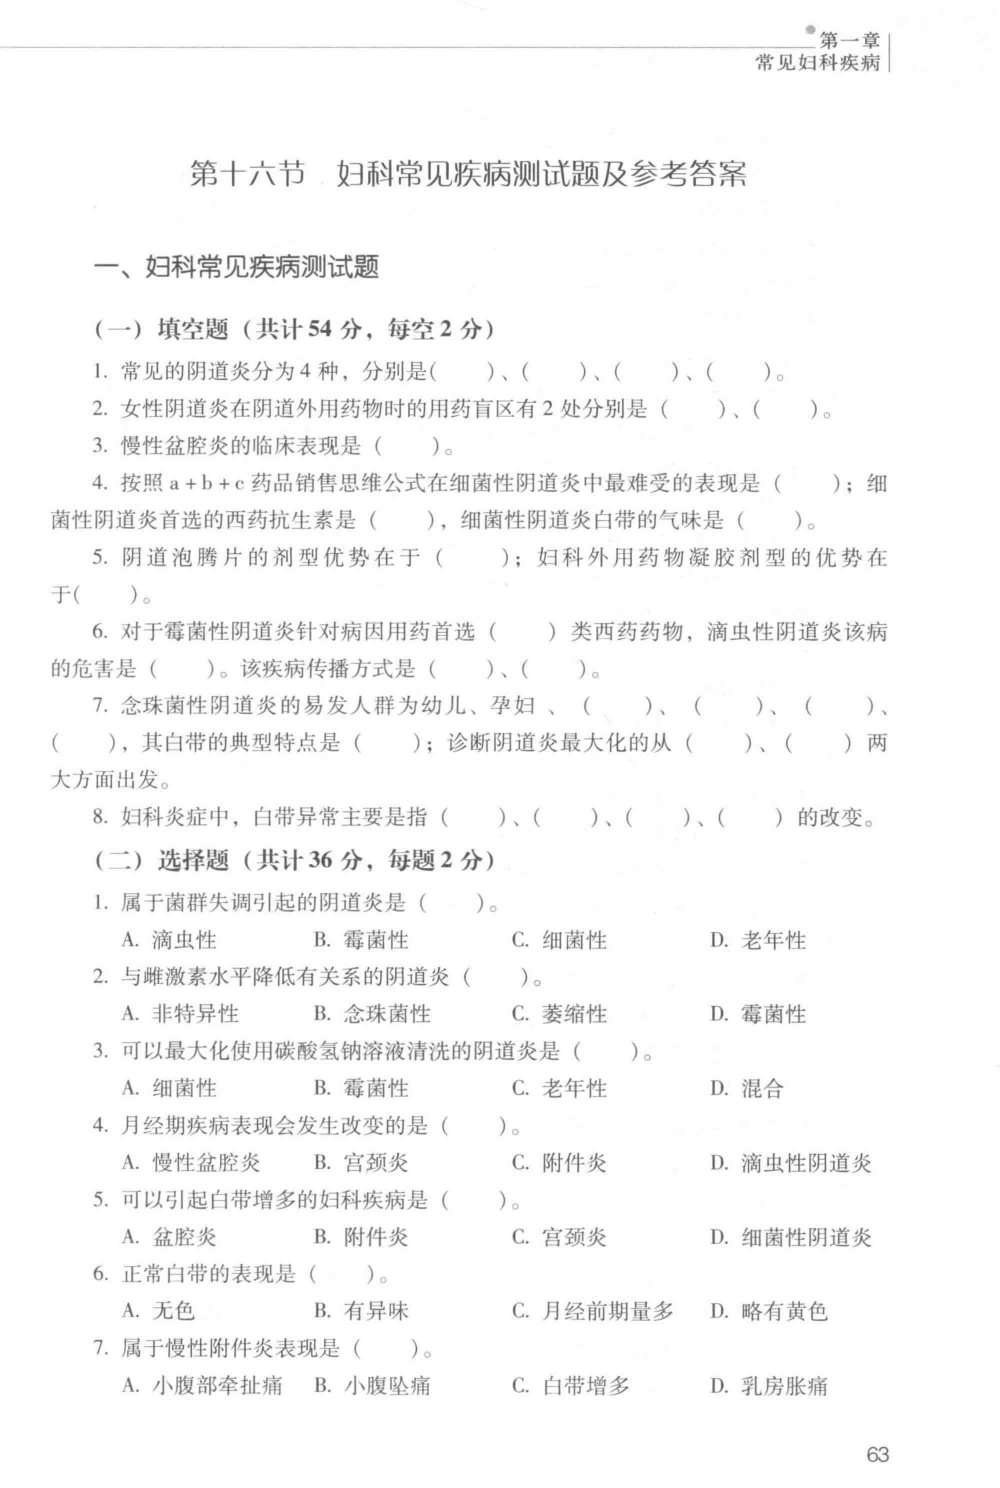 第一章
常见妇科疾病
第十六节 妇科常见疾病测试题及参考答案
一、妇科常见疾病测试题
（一）填空题（共计 54 分，每空 2 分）
1. 常见的阴道炎分为 4 种，分别是(　　)、(　　)、(　　)、(　　)。
2. 女性阴道炎在阴道外用药物时的用药盲区有 2 处分别是（　　）、（　　）。
3. 慢性盆腔炎的临床表现是（　　）。
4. 按照 a + b + c 药品销售思维公式在细菌性阴道炎中最难受的表现是（　　）；细
菌性阴道炎首选的西药抗生素是（　　），细菌性阴道炎白带的气味是（　　）。
5. 阴道泡腾片的剂型优势在于（　　）；妇科外用药物凝胶剂型的优势在
于(　　)。
6. 对于霉菌性阴道炎针对病因用药首选（　　）类西药药物，滴虫性阴道炎该病
的危害是（　　）。该疾病传播方式是（　　）、（　　）。
7. 念珠菌性阴道炎的易发人群为幼儿、孕妇 、（　　）、（　　）、（　　）、
（　　），其白带的典型特点是（　　）；诊断阴道炎最大化的从（　　）、（　　）两
大方面出发。
8. 妇科炎症中，白带异常主要是指（　　）、（　　）、（　　）、（　　）的改变。
（二）选择题（共计 36 分，每题 2 分）
1. 属于菌群失调引起的阴道炎是（　　）。
A. 滴虫性　B. 霉菌性　C. 细菌性　D. 老年性
2. 与雌激素水平降低有关系的阴道炎（　　）。
A. 非特异性　B. 念珠菌性　C. 萎缩性　D. 霉菌性
3. 可以最大化使用碳酸氢钠溶液清洗的阴道炎是（　　）。
A. 细菌性　B. 霉菌性　C. 老年性　D. 混合
4. 月经期疾病表现会发生改变的是（　　）。
A. 慢性盆腔炎　B. 宫颈炎　C. 附件炎　D. 滴虫性阴道炎
5. 可以引起白带增多的妇科疾病是（　　）。
A. 盆腔炎　B. 附件炎　C. 宫颈炎　D. 细菌性阴道炎
6. 正常白带的表现是（　　）。
A. 无色　B. 有异味　C. 月经前期量多　D. 略有黄色
7. 属于慢性附件炎表现是（　　）。
A. 小腹部牵扯痛　B. 小腹坠痛　C. 白带增多　D. 乳房胀痛
63